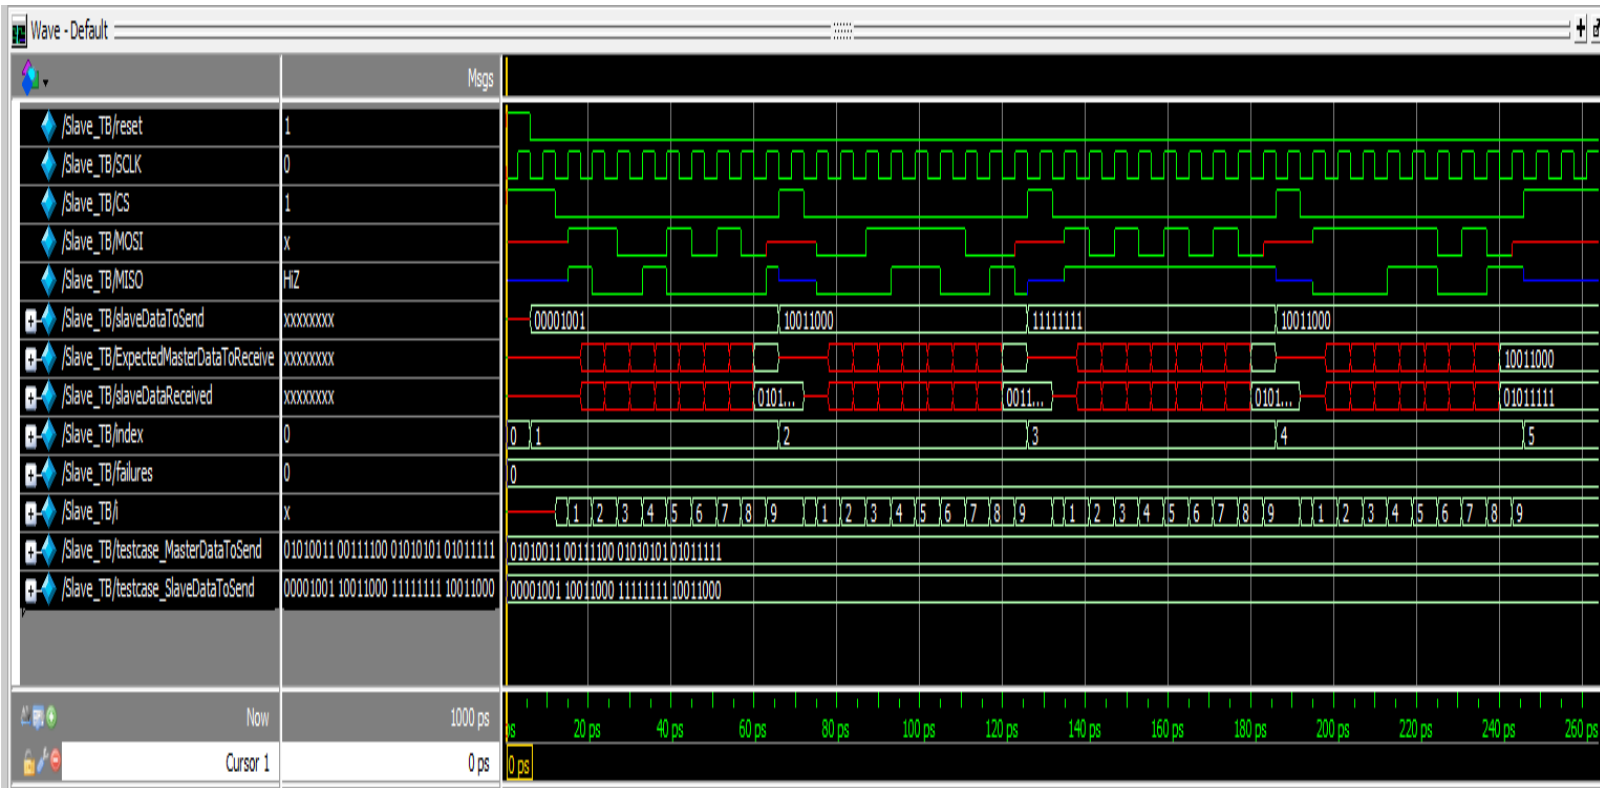 Wave - Default
Msgs
/Slave_TB/reset 1
/Slave_TB/SCLK 0
/Slave_TB/CS 1
/Slave_TB/MOSI x
/Slave_TB/MISO HiZ
/Slave_TB/slaveDataToSend xxxxxxxx 00001001 10011000 11111111 10011000
/Slave_TB/ExpectedMasterDataToReceive xxxxxxxx 10011000
/Slave_TB/slaveDataReceived xxxxxxxx 0101... 0011... 0101... 01011111
/Slave_TB/index 0 0 1 2 3 4 5
/Slave_TB/failures 0 0
/Slave_TB/i x 1 2 3 4 5 6 7 8 9 1 2 3 4 5 6 7 8 9 1 2 3 4 5 6 7 8 9 1 2 3 4 5 6 7 8 9
/Slave_TB/testcase_MasterDataToSend 01010011 00111100 01010101 01011111 01010011 00111100 01010101 01011111
/Slave_TB/testcase_SlaveDataToSend 00001001 10011000 11111111 10011000 00001001 10011000 11111111 10011000
Now 1000 ps 20 ps 40 ps 60 ps 80 ps 100 ps 120 ps 140 ps 160 ps 180 ps 200 ps 220 ps 240 ps 260 ps
Cursor 1 0 ps 0 ps